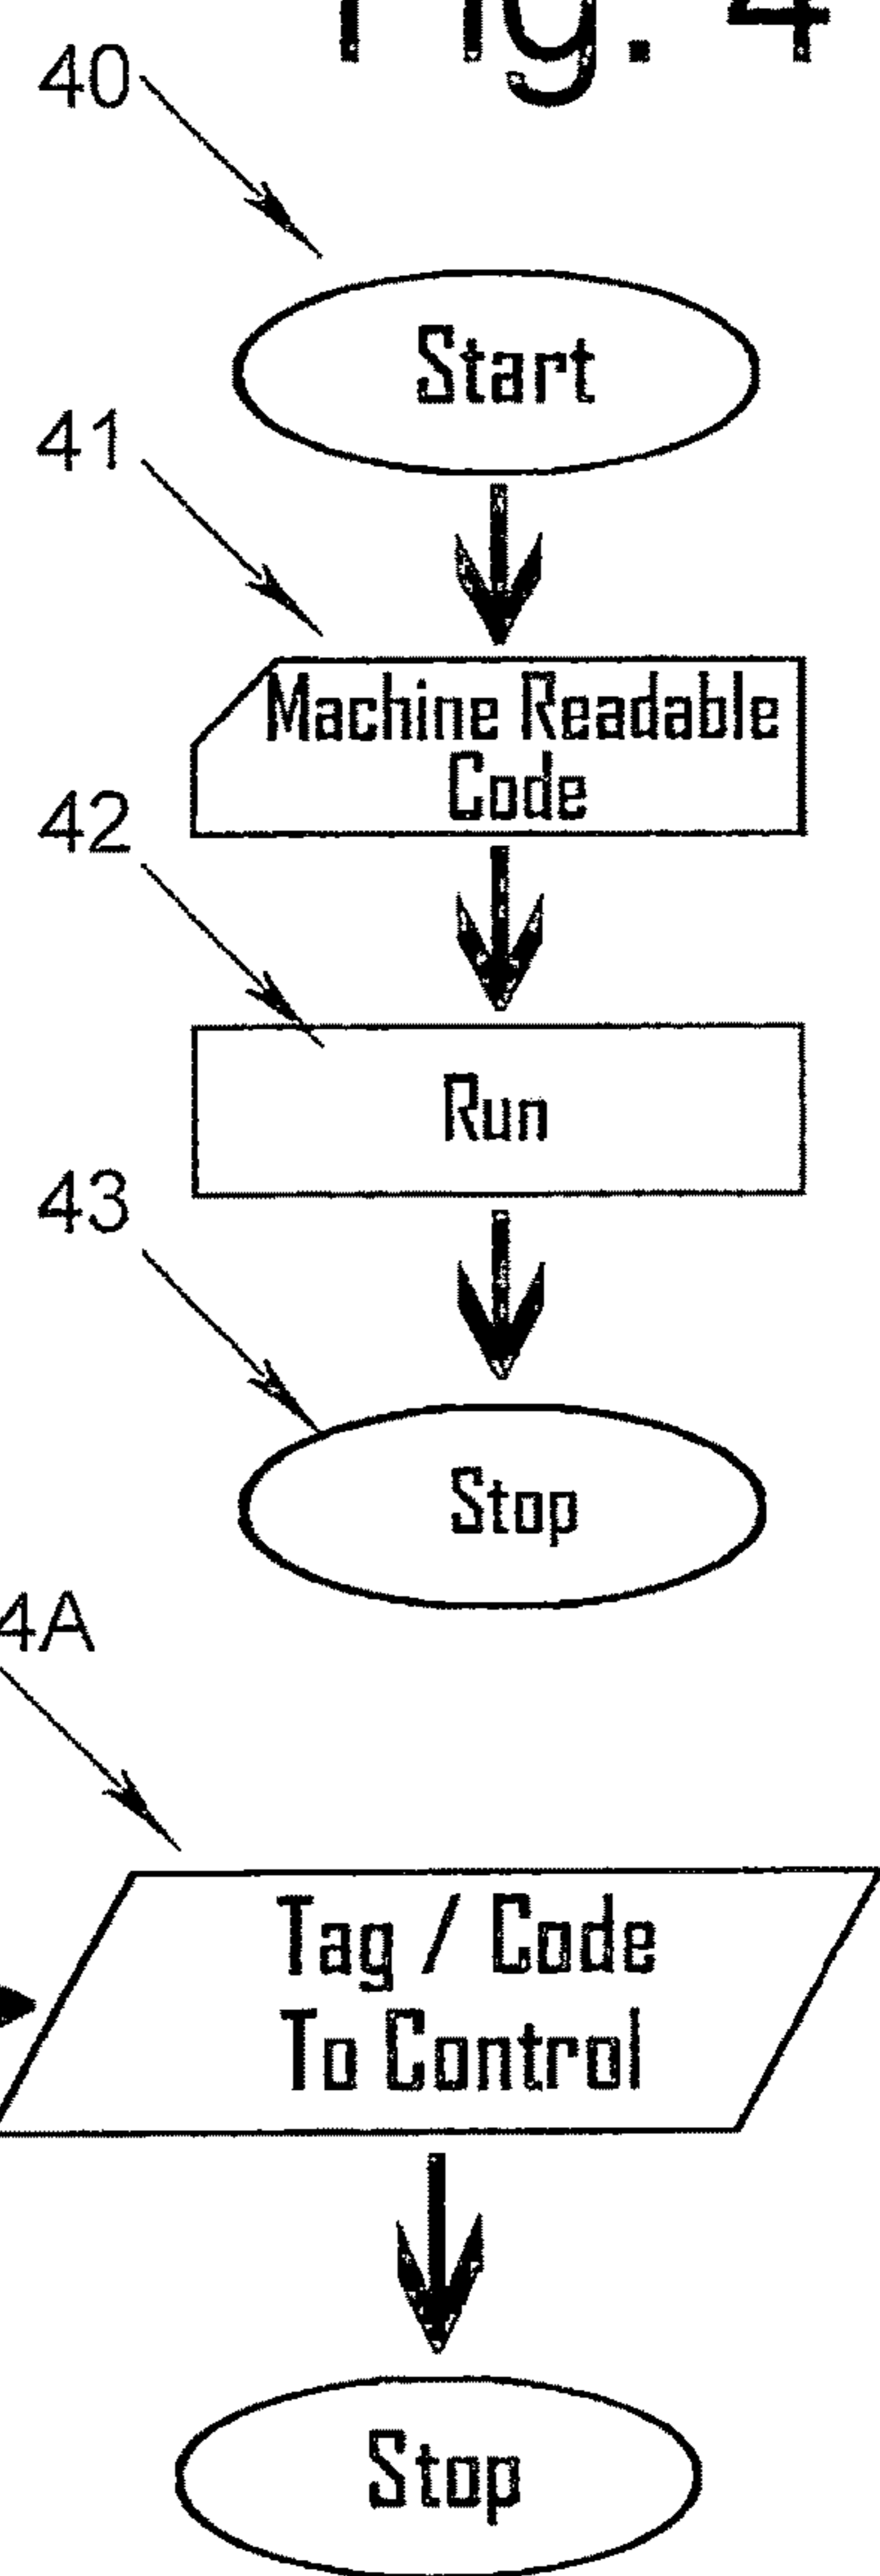 Fig. 4
40
Start
41
Machine Readable
Code
42
Run
43
Stop
4A
Tag / Code
To Control
Stop